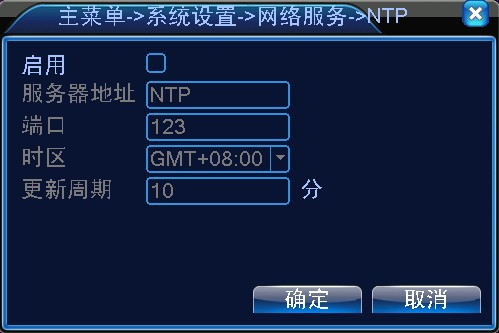 主菜单->系统设置->网络服务->NTP
启用
服务器地址 NTP
端口 123
时区 GMT+08:00
更新周期 10 分
确定 取消